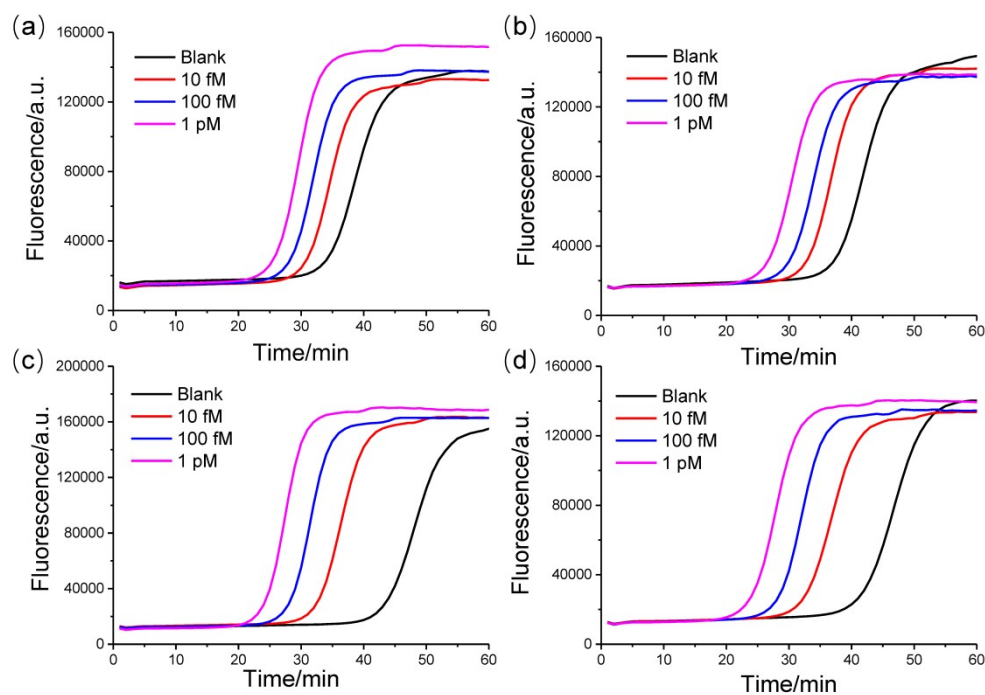 (a)
160000
120000
80000
40000
0
Fluorescence/a.u.
Blank
10 fM
100 fM
1 pM
0 10 20 30 40 50 60
Time/min
(b)
160000
120000
80000
40000
0
Fluorescence/a.u.
Blank
10 fM
100 fM
1 pM
0 10 20 30 40 50 60
Time/min
(c)
200000
160000
120000
80000
40000
0
Fluorescence/a.u.
Blank
10 fM
100 fM
1 pM
0 10 20 30 40 50 60
Time/min
(d)
160000
120000
80000
40000
0
Fluorescence/a.u.
Blank
10 fM
100 fM
1 pM
0 10 20 30 40 50 60
Time/min